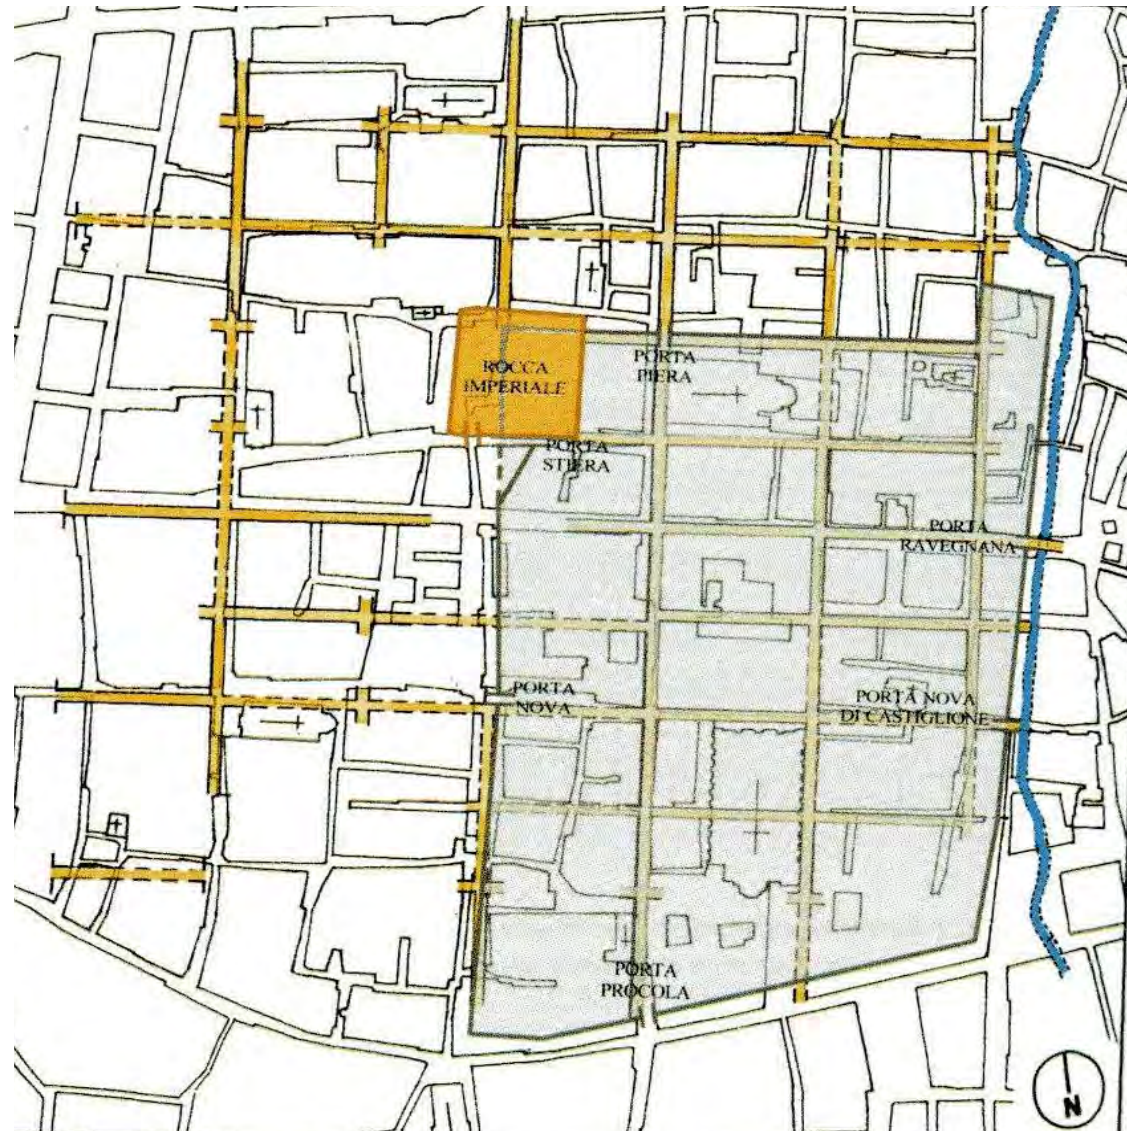 ROCCA
IMPERIALE
PORTA
PIERA
PORTA
STIERA
PORTA
RAVEGNANA
PORTA
NOVA
PORTA NOVA
DI CASTIGLIONE
PORTA
PROCOLA
N